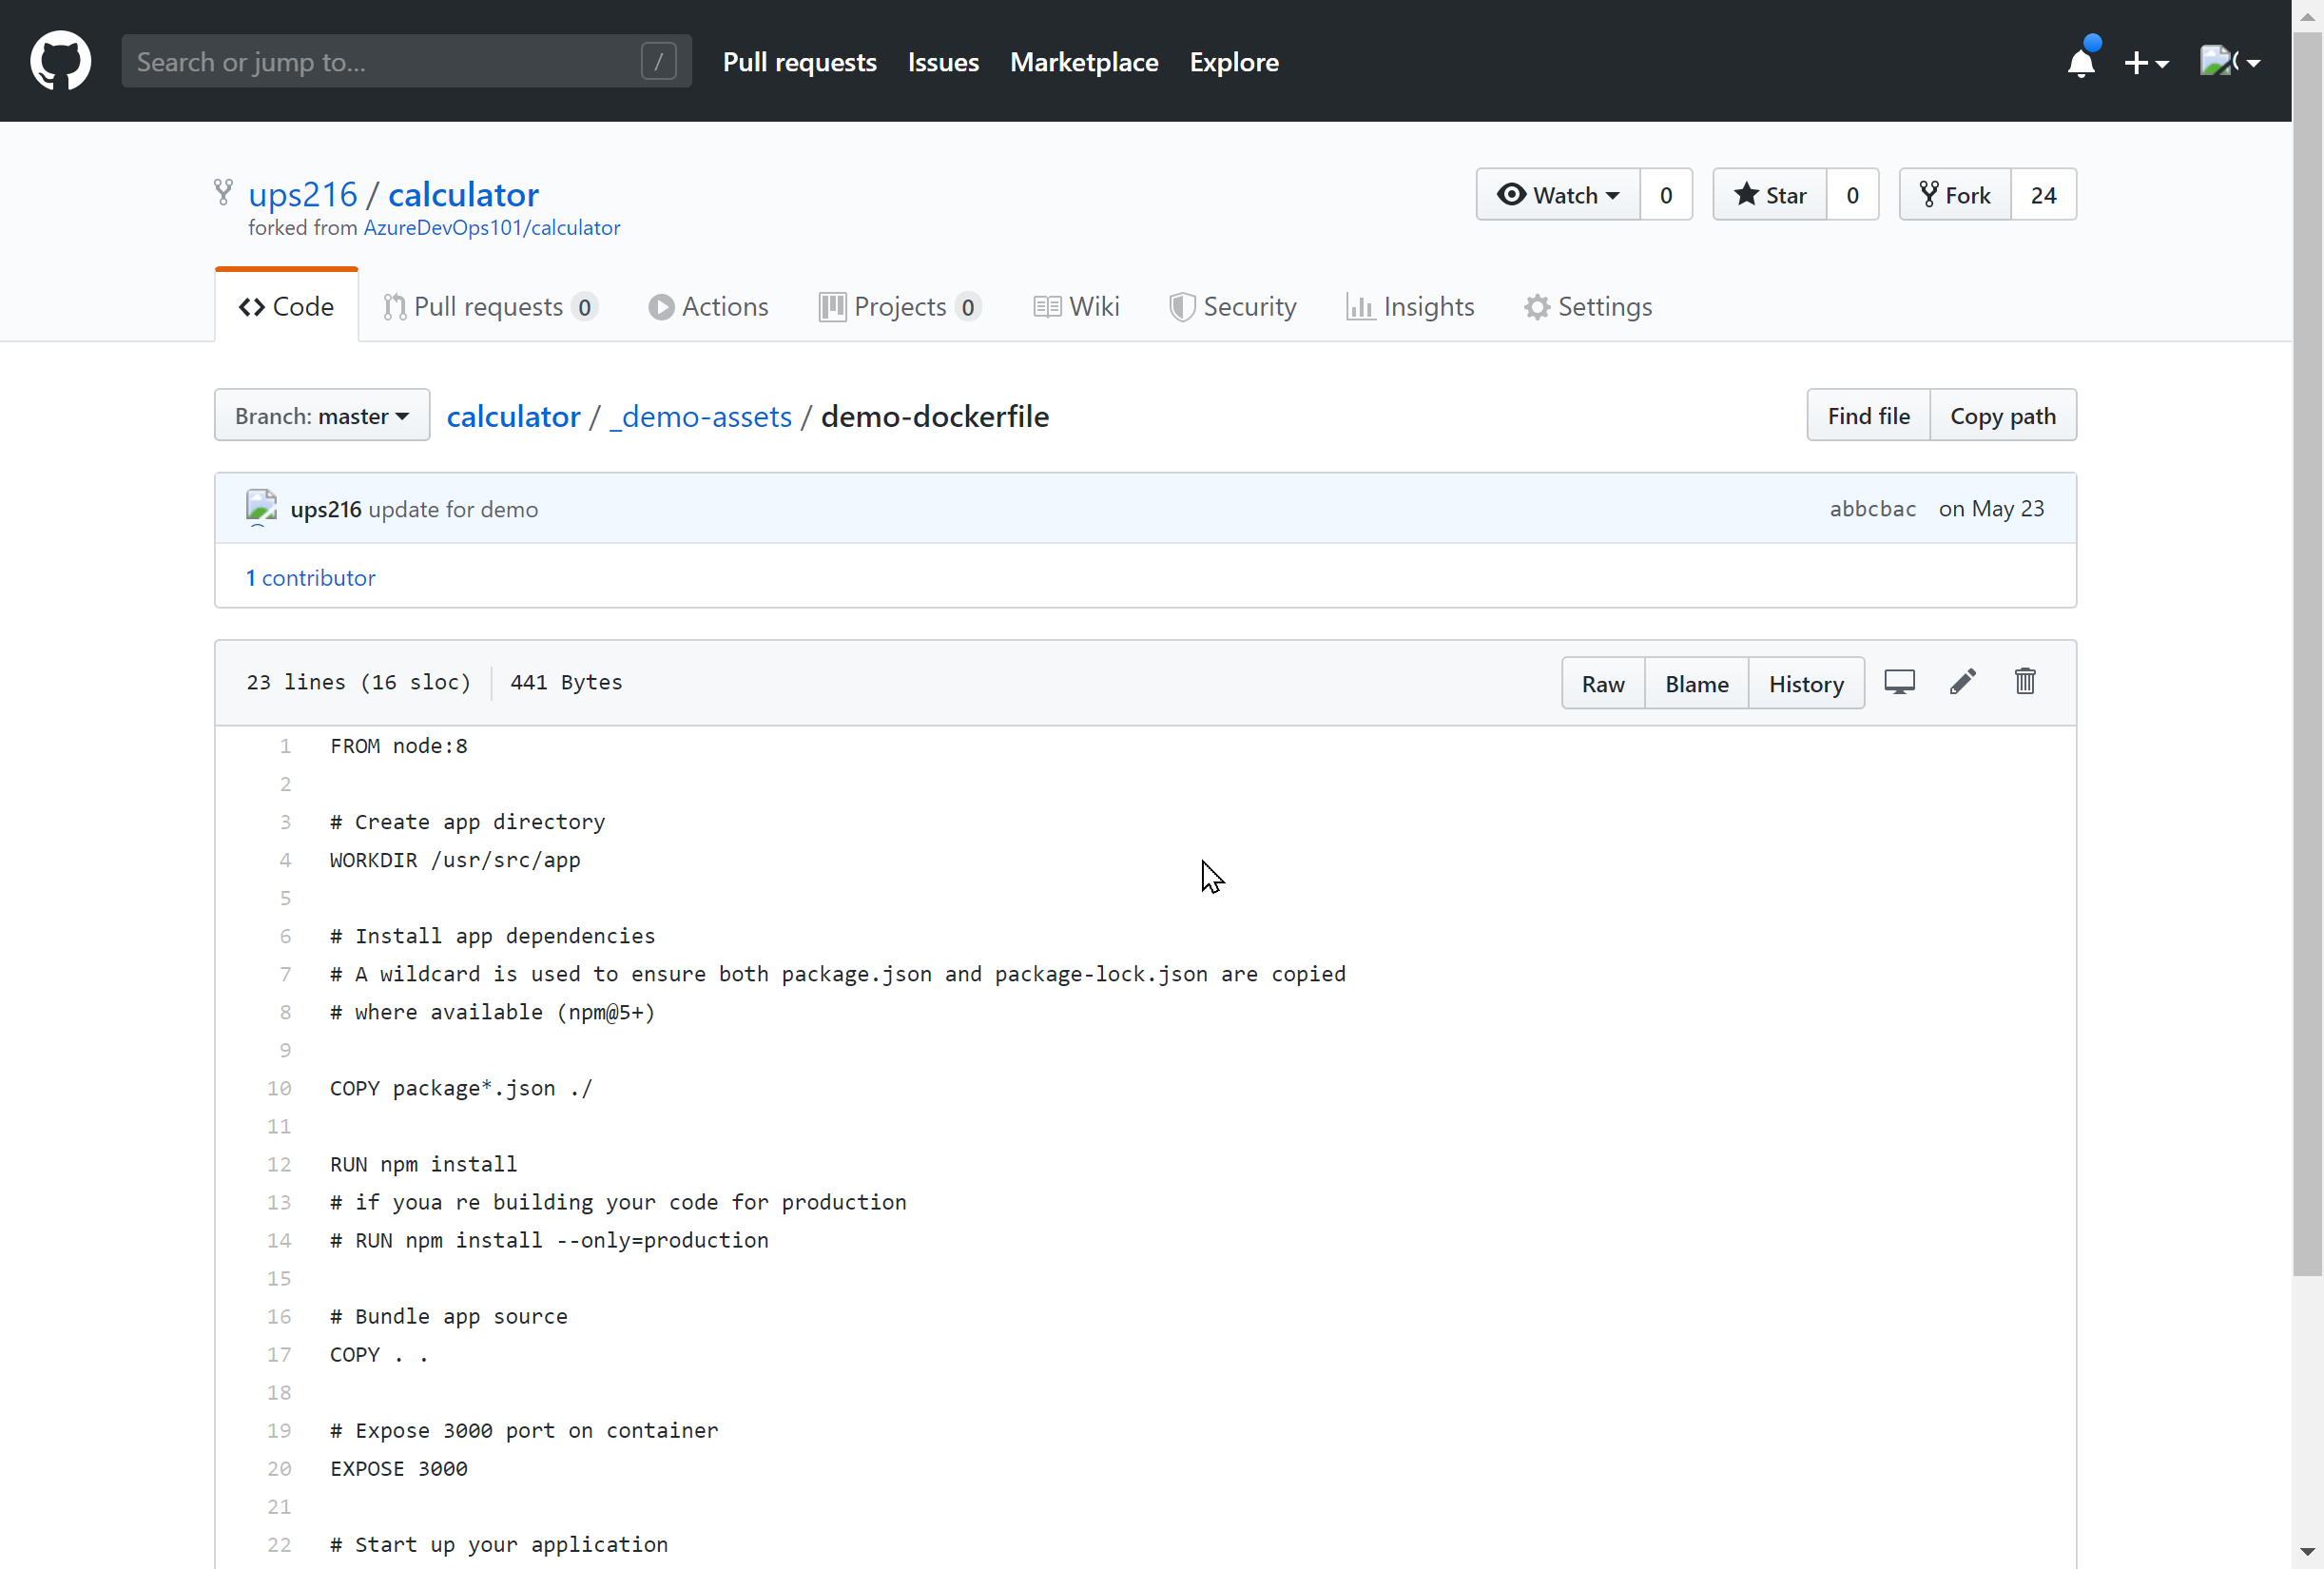 Search or jump to... / Pull requests Issues Marketplace Explore
ups216 / calculator
forked from AzureDevOps101/calculator
Watch 0 Star 0 Fork 24
Code Pull requests 0 Actions Projects 0 Wiki Security Insights Settings
Branch: master calculator / _demo-assets / demo-dockerfile Find file Copy path
ups216 update for demo abbcbac on May 23
1 contributor
23 lines (16 sloc) 441 Bytes Raw Blame History
1 FROM node:8
2
3 # Create app directory
4 WORKDIR /usr/src/app
5
6 # Install app dependencies
7 # A wildcard is used to ensure both package.json and package-lock.json are copied
8 # where available (npm@5+)
9
10 COPY package*.json ./
11
12 RUN npm install
13 # if youa re building your code for production
14 # RUN npm install --only=production
15
16 # Bundle app source
17 COPY . .
18
19 # Expose 3000 port on container
20 EXPOSE 3000
21
22 # Start up your application